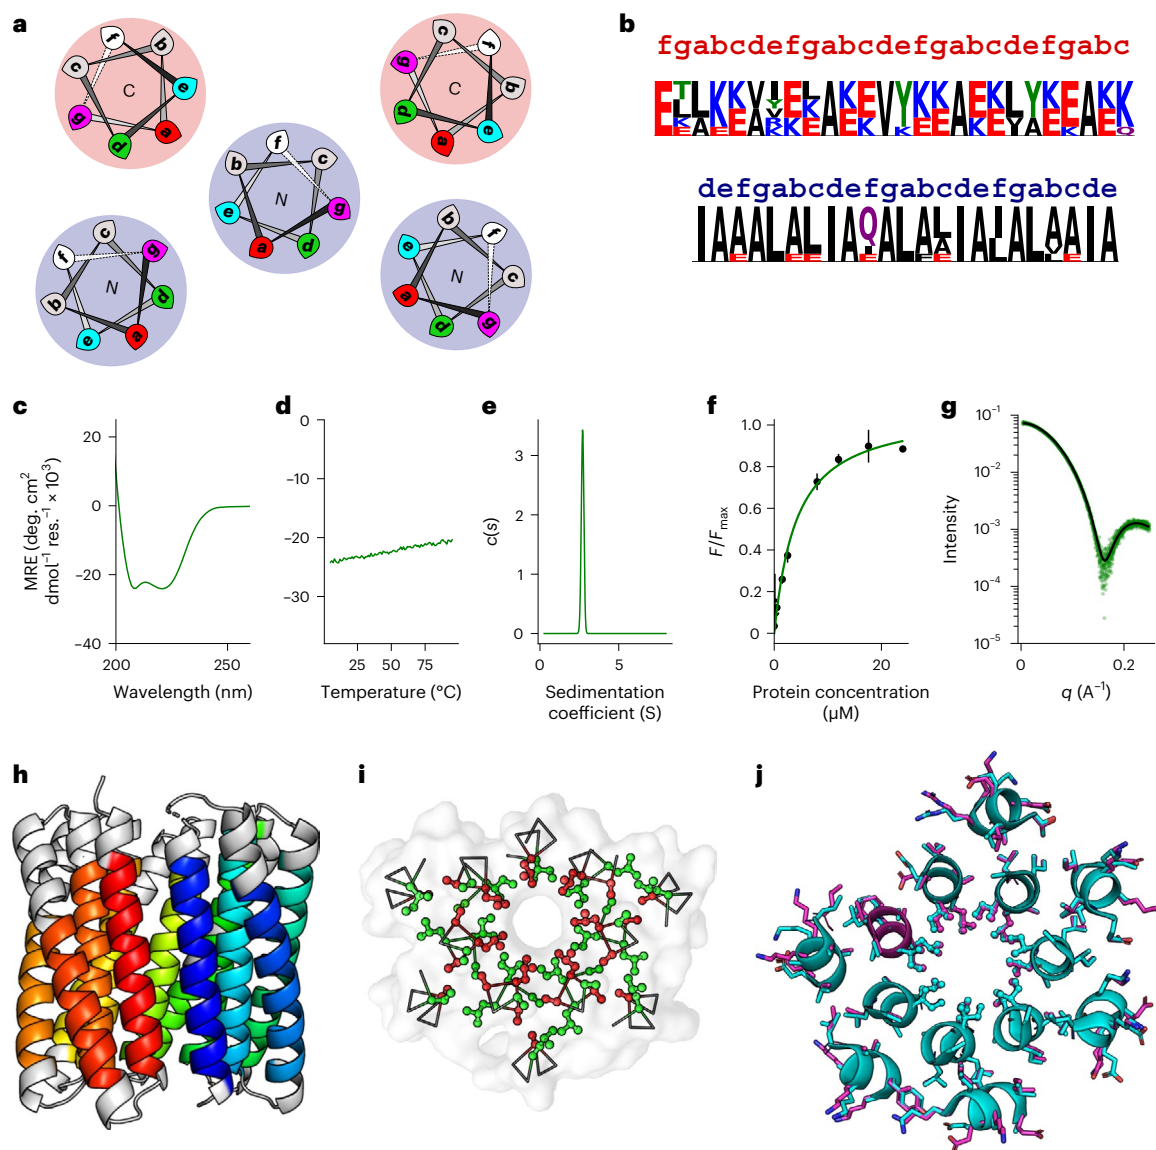 a
b
f
b
c
C
e
g
a
d
c
f
g
C
b
d
e
a
f
b
c
N
e
g
a
d
c
g
f
N
b
d
e
a
b
f
e
N
c
a
d
g
fgabcdefgabcdefgabcdefgabc
defgabcdefgabcdefgabcde
c
d
e
f
g
MRE (deg. cm²
dmol⁻¹ res.⁻¹ × 10³)
20
0
−20
−40
200
250
Wavelength (nm)
0
−10
−20
−30
25
50
75
Temperature (°C)
c(s)
3
2
1
0
0
5
Sedimentation
coefficient (S)
F/Fmax
1.0
0.8
0.6
0.4
0.2
0
0
20
Protein concentration
(μM)
Intensity
10⁻¹
10⁻²
10⁻³
10⁻⁴
10⁻⁵
0
0.2
q (A⁻¹)
h
i
j